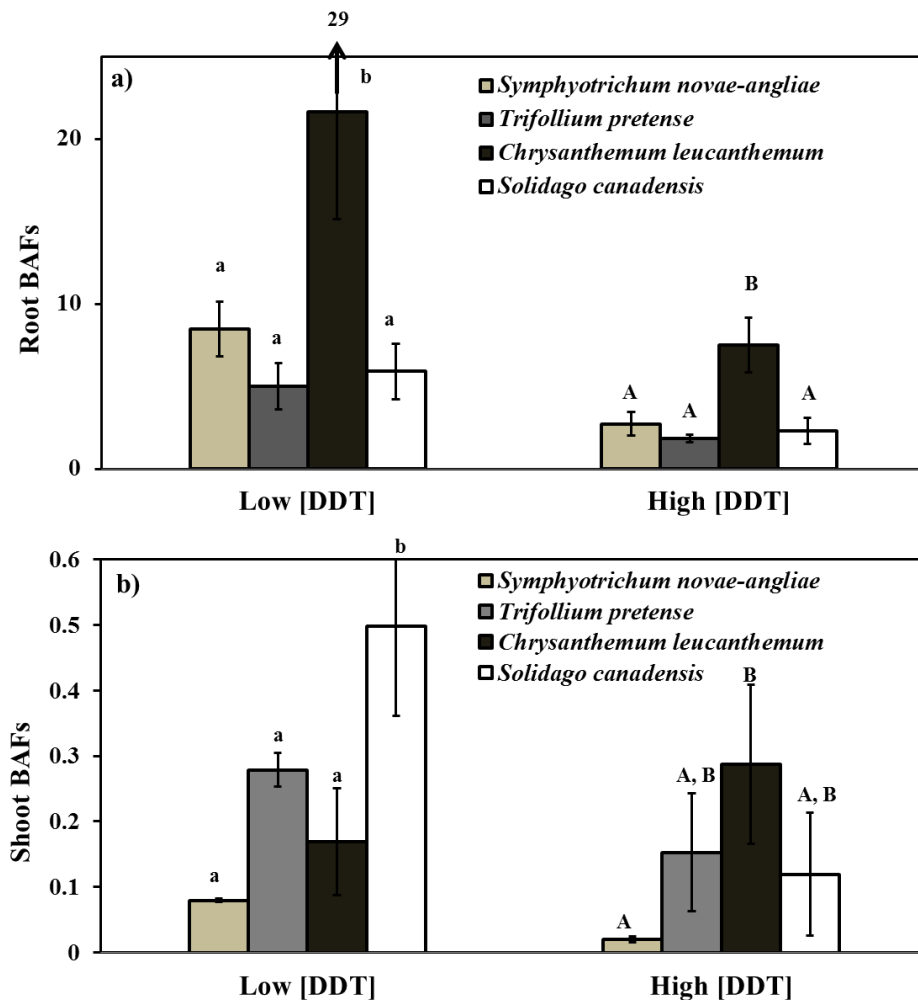 29
a)
b
Symphyotrichum novae-angliae
Trifollium pretense
Chrysanthemum leucanthemum
Solidago canadensis
20
Root BAFs
a
a
a
10
B
A
A
A
0
Low [DDT]
High [DDT]
b
0.6
b)
Symphyotrichum novae-angliae
Trifollium pretense
Chrysanthemum leucanthemum
Solidago canadensis
0.5
0.4
Shoot BAFs
a
a
B
0.3
A, B
A, B
0.2
a
0.1
A
0
Low [DDT]
High [DDT]